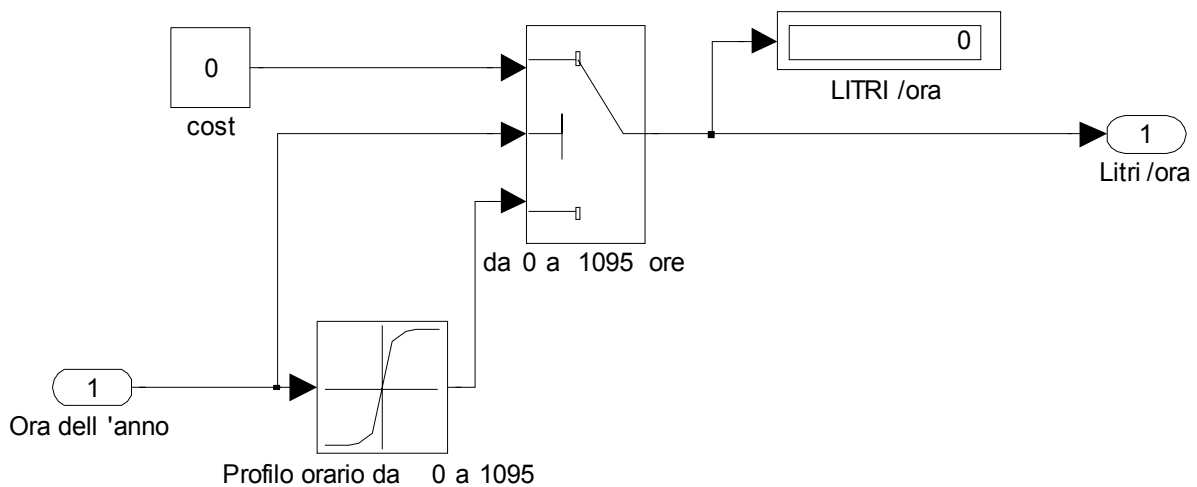 0
cost
0
LITRI /ora
1
Litri /ora
da 0 a 1095 ore
1
Ora dell 'anno
Profilo orario da 0 a 1095